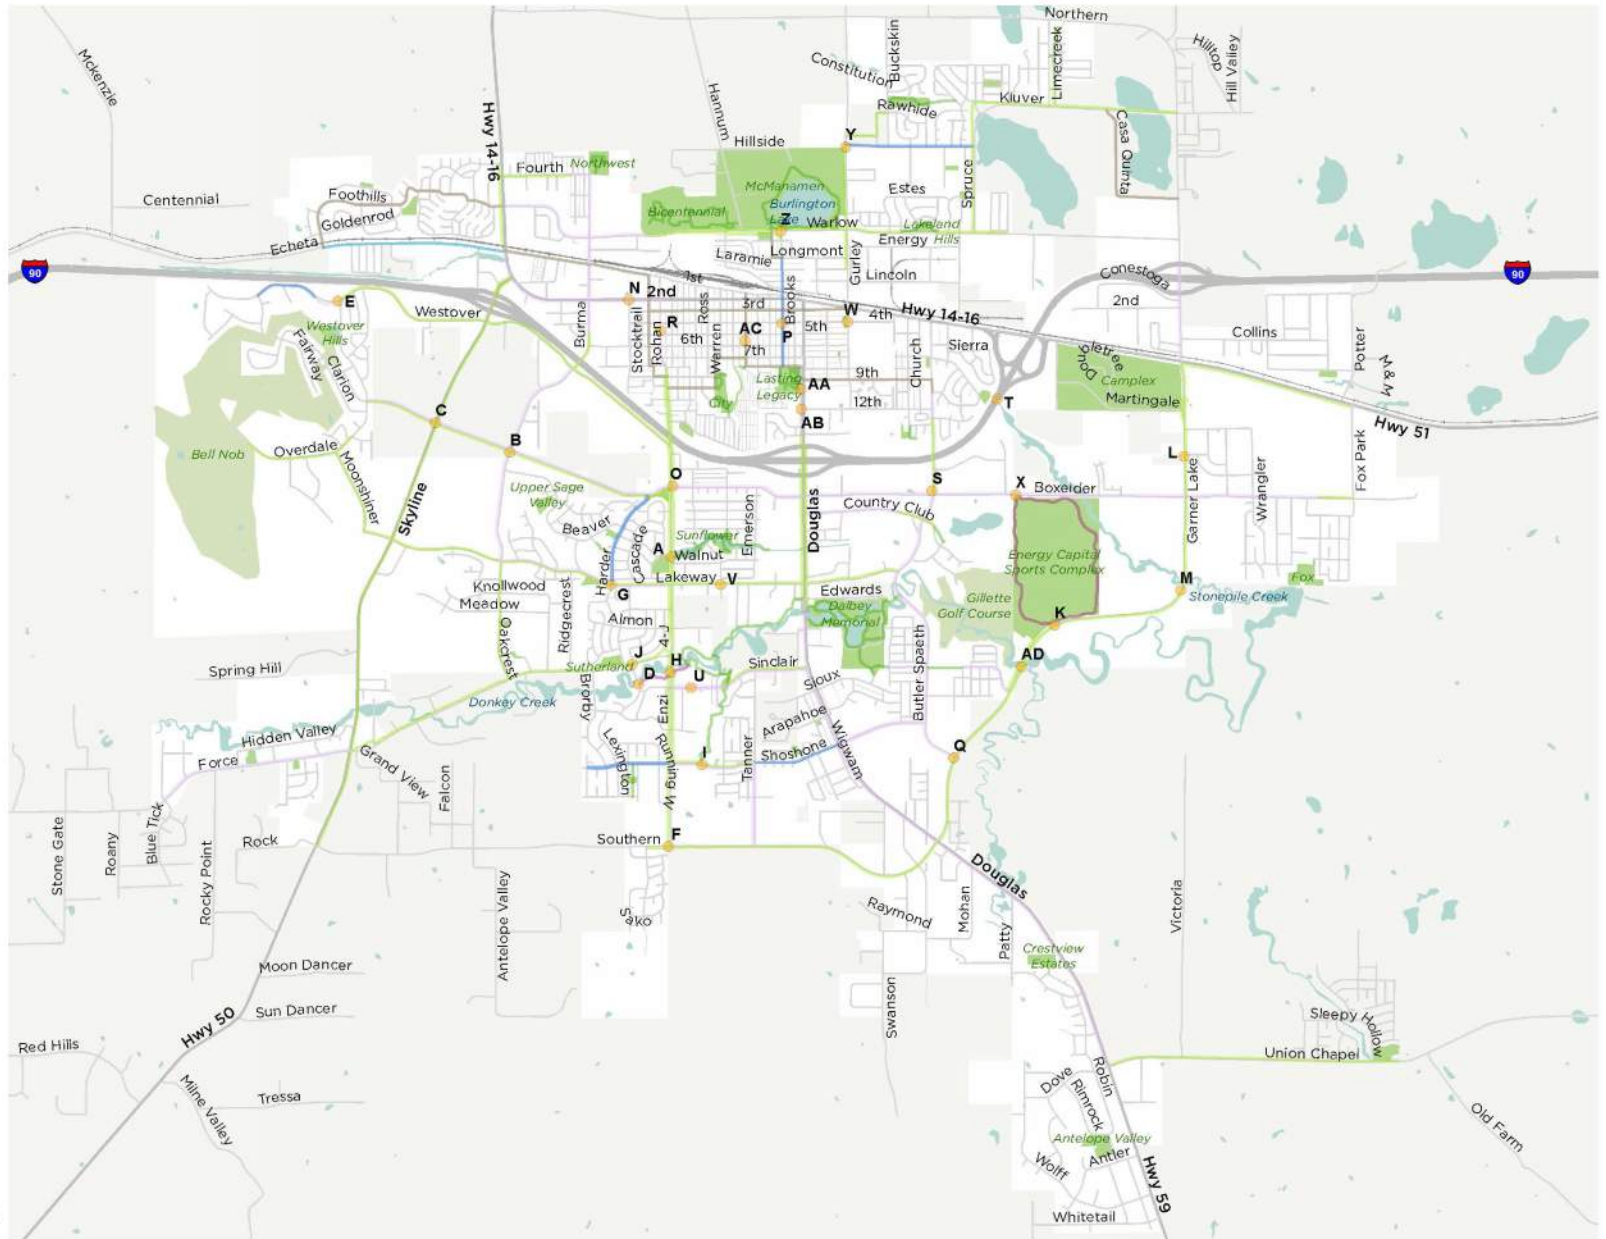 Northern
Mckenzie
Hwy 14-16
Hannum
Buckskin
Constitution
Limecreek
Hilltop
Hill Valley
Rawhide
Kluver
Casa Quinta
Y
Hillside
Fourth
Northwest
Spruce
Centennial
Foothills
Goldenrod
McManamen
Burlington
Lake
Estes
Bicentennial
Z
Warlow
Lakeland
Hills
Echeta
Energy
Longmont
Laramie
Gurley
90
1st
Lincoln
Conestoga
90
N
2nd
3rd
Ross
Brooks
2nd
E
Westover
Burma
W
4th
Hwy 14-16
Westover
Hills
R
AC
5th
P
6th
7th
Stocktrail
Rohan
Warren
Church
Sierra
Collins
Potter
M & M
Fairway
Clarion
Doubletree
Camplex
Lasting
Legacy
AA
9th
City
12th
T
Martingale
C
AB
Hwy 51
B
Bell Nob
Overdale
Moonshiner
L
Garner Lake
Wrangler
Fox Park
O
S
X
Boxelder
Upper Sage
Valley
Skyline
Douglas
Country Club
Emerson
Beaver
Cascade
Sunflower
A
Walnut
Energy Capital
Sports Complex
Harder
Lakeway
V
M
Fox
Knollwood
G
Edwards
Stonepile Creek
Meadow
Ridgecrest
Dalbey
Memorial
Gillette
Golf Course
K
Almon
4-J
Oakcrest
Butler Spaeth
J
H
Sinclair
AD
Spring Hill
Sutherland
D
U
Sioux
Donkey Creek
Brorby
Enzi
Arapahoe
Hidden Valley
Wigwam
Q
Force
Grand View
Lexington
Running W
I
Tanner
Shoshone
Falcon
Blue Tick
Stone Gate
Roany
Rocky Point
Rock
Southern
F
Douglas
Antelope Valley
Sako
Raymond
Mohan
Patty
Victoria
Crestview
Estates
Moon Dancer
Swanson
Sun Dancer
Sleepy Hollow
Hwy 50
Red Hills
Union Chapel
Robin
Dove
Rimrock
Milne Valley
Tressa
Old Farm
Antelope Valley
Antler
Wolff
Hwy 59
Whitetail